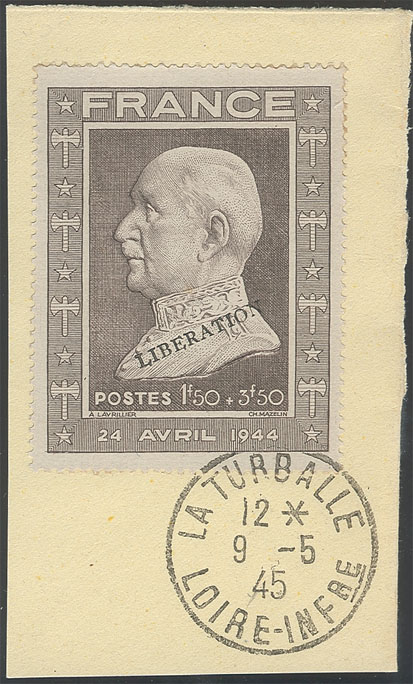 FRANCE
LIBERATION
POSTES 1f50 + 3f50
A. LAVRILLIER CH. MAZELIN
24 AVRIL 1944
LA TURBALLE
12 *
9 -5
45
LOIRE-INFRE